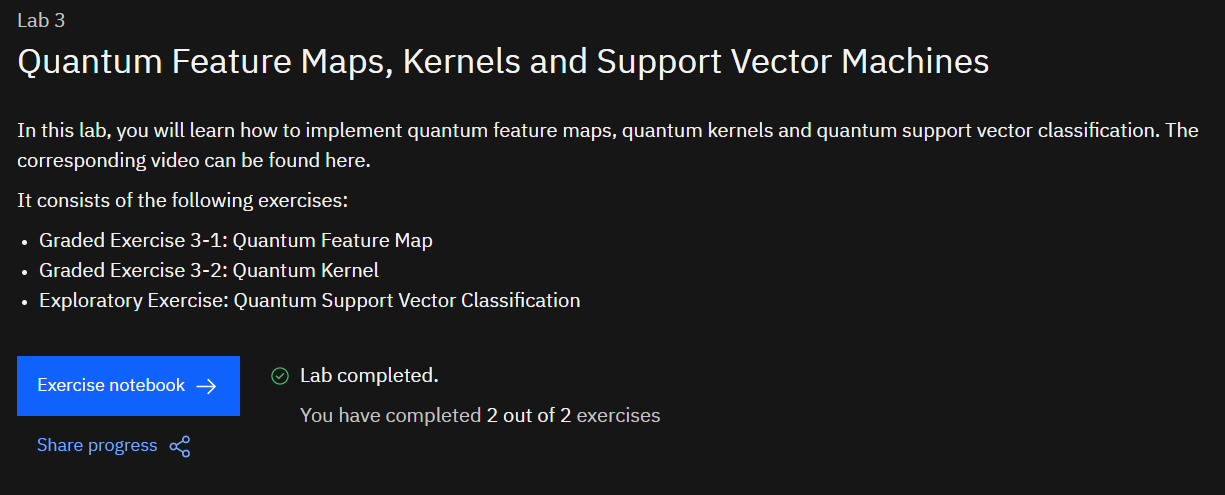 Lab 3
Quantum Feature Maps, Kernels and Support Vector Machines
In this lab, you will learn how to implement quantum feature maps, quantum kernels and quantum support vector classification. The
corresponding video can be found here.
It consists of the following exercises:
• Graded Exercise 3-1: Quantum Feature Map
• Graded Exercise 3-2: Quantum Kernel
• Exploratory Exercise: Quantum Support Vector Classification
Exercise notebook →
Lab completed.
You have completed 2 out of 2 exercises
Share progress